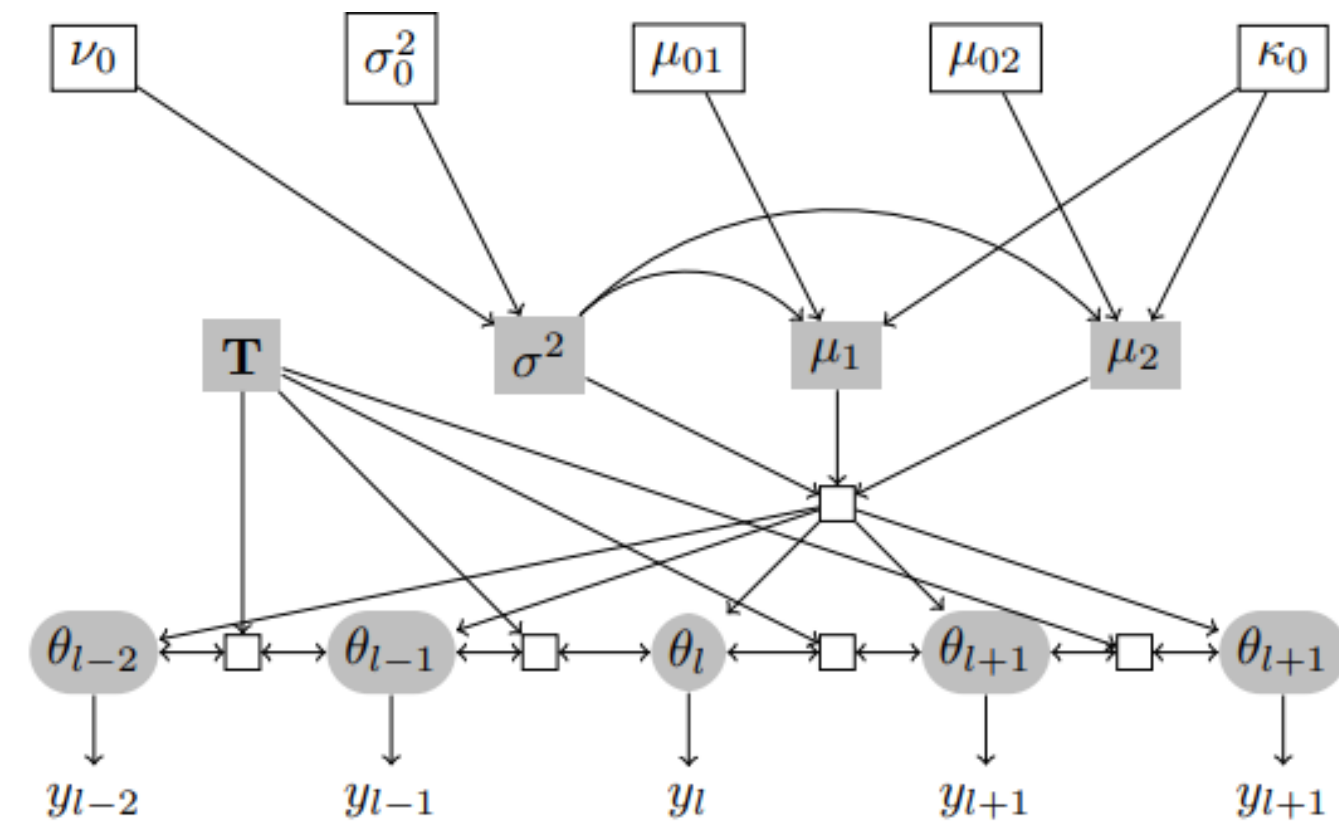 ν₀ σ₀² μ₀₁ μ₀₂ κ₀
T σ² μ₁ μ₂
θₗ₋₂ θₗ₋₁ θₗ θₗ₊₁ θₗ₊₁
yₗ₋₂ yₗ₋₁ yₗ yₗ₊₁ yₗ₊₁